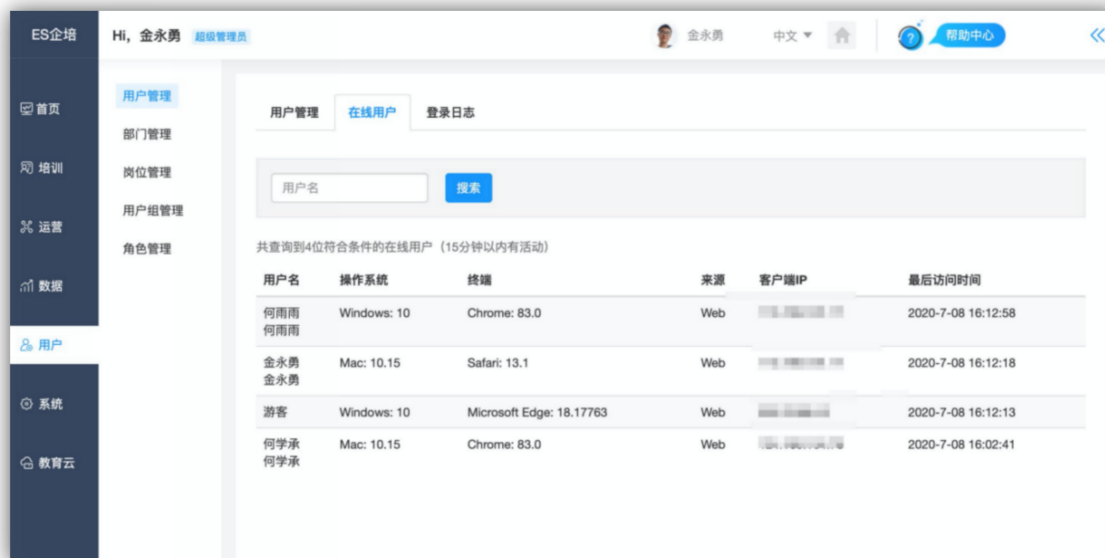 ES企培
Hi，金永勇 超级管理员
金永勇
中文
帮助中心
首页
培训
运营
数据
用户
系统
教育云
用户管理
部门管理
岗位管理
用户组管理
角色管理
用户管理 在线用户 登录日志
用户名
搜索
共查询到4位符合条件的在线用户（15分钟以内有活动）
用户名 操作系统 终端 来源 客户端IP 最后访问时间
何雨雨 Windows: 10 Chrome: 83.0 Web 2020-7-08 16:12:58
何雨雨
金永勇 Mac: 10.15 Safari: 13.1 Web 2020-7-08 16:12:18
金永勇
游客 Windows: 10 Microsoft Edge: 18.17763 Web 2020-7-08 16:12:13
何学承 Mac: 10.15 Chrome: 83.0 Web 2020-7-08 16:02:41
何学承